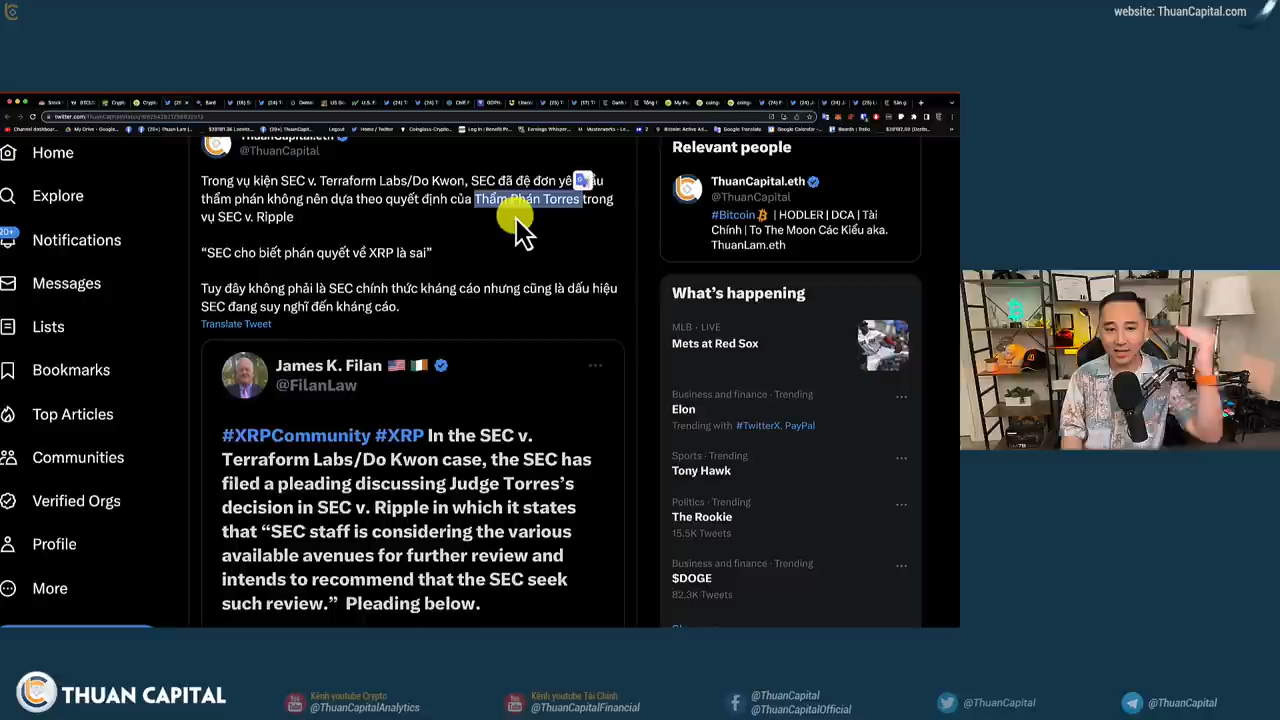 website: ThuanCapital.com
Home
Explore
20+
Notifications
Messages
Lists
Bookmarks
Top Articles
Communities
Verified Orgs
Profile
More
ThuanCapital.eth
@ThuanCapital
Trong vụ kiện SEC v. Terraform Labs/Do Kwon, SEC đã đệ đơn
thẩm phán không nên dựa theo quyết định của Thẩm Phán Torres trong
vụ SEC v. Ripple
“SEC cho biết phán quyết về XRP là sai”
Tuy đây không phải là SEC chính thức kháng cáo nhưng cũng là dấu hiệu
SEC đang suy nghĩ đến kháng cáo.
Translate Tweet
James K. Filan
@FilanLaw
#XRPCommunity #XRP In the SEC v.
Terraform Labs/Do Kwon case, the SEC has
filed a pleading discussing Judge Torres’s
decision in SEC v. Ripple in which it states
that “SEC staff is considering the various
available avenues for further review and
intends to recommend that the SEC seek
such review.” Pleading below.
Relevant people
ThuanCapital.eth
@ThuanCapital
#Bitcoin | HODLER | DCA | Tài
Chính | To The Moon Các Kiểu aka.
ThuanLam.eth
What’s happening
MLB · LIVE
Mets at Red Sox
Business and finance · Trending
Elon
Trending with #TwitterX, PayPal
Sports · Trending
Tony Hawk
Politics · Trending
The Rookie
15.5K Tweets
Business and finance · Trending
$DOGE
82.3K Tweets
THUAN CAPITAL
Kênh youtube Crypto
@ThuanCapitalAnalytics
Kênh youtube Tài Chính
@ThuanCapitalFinancial
@ThuanCapital
@ThuanCapitalOfficial
@ThuanCapital
@ThuanCapital